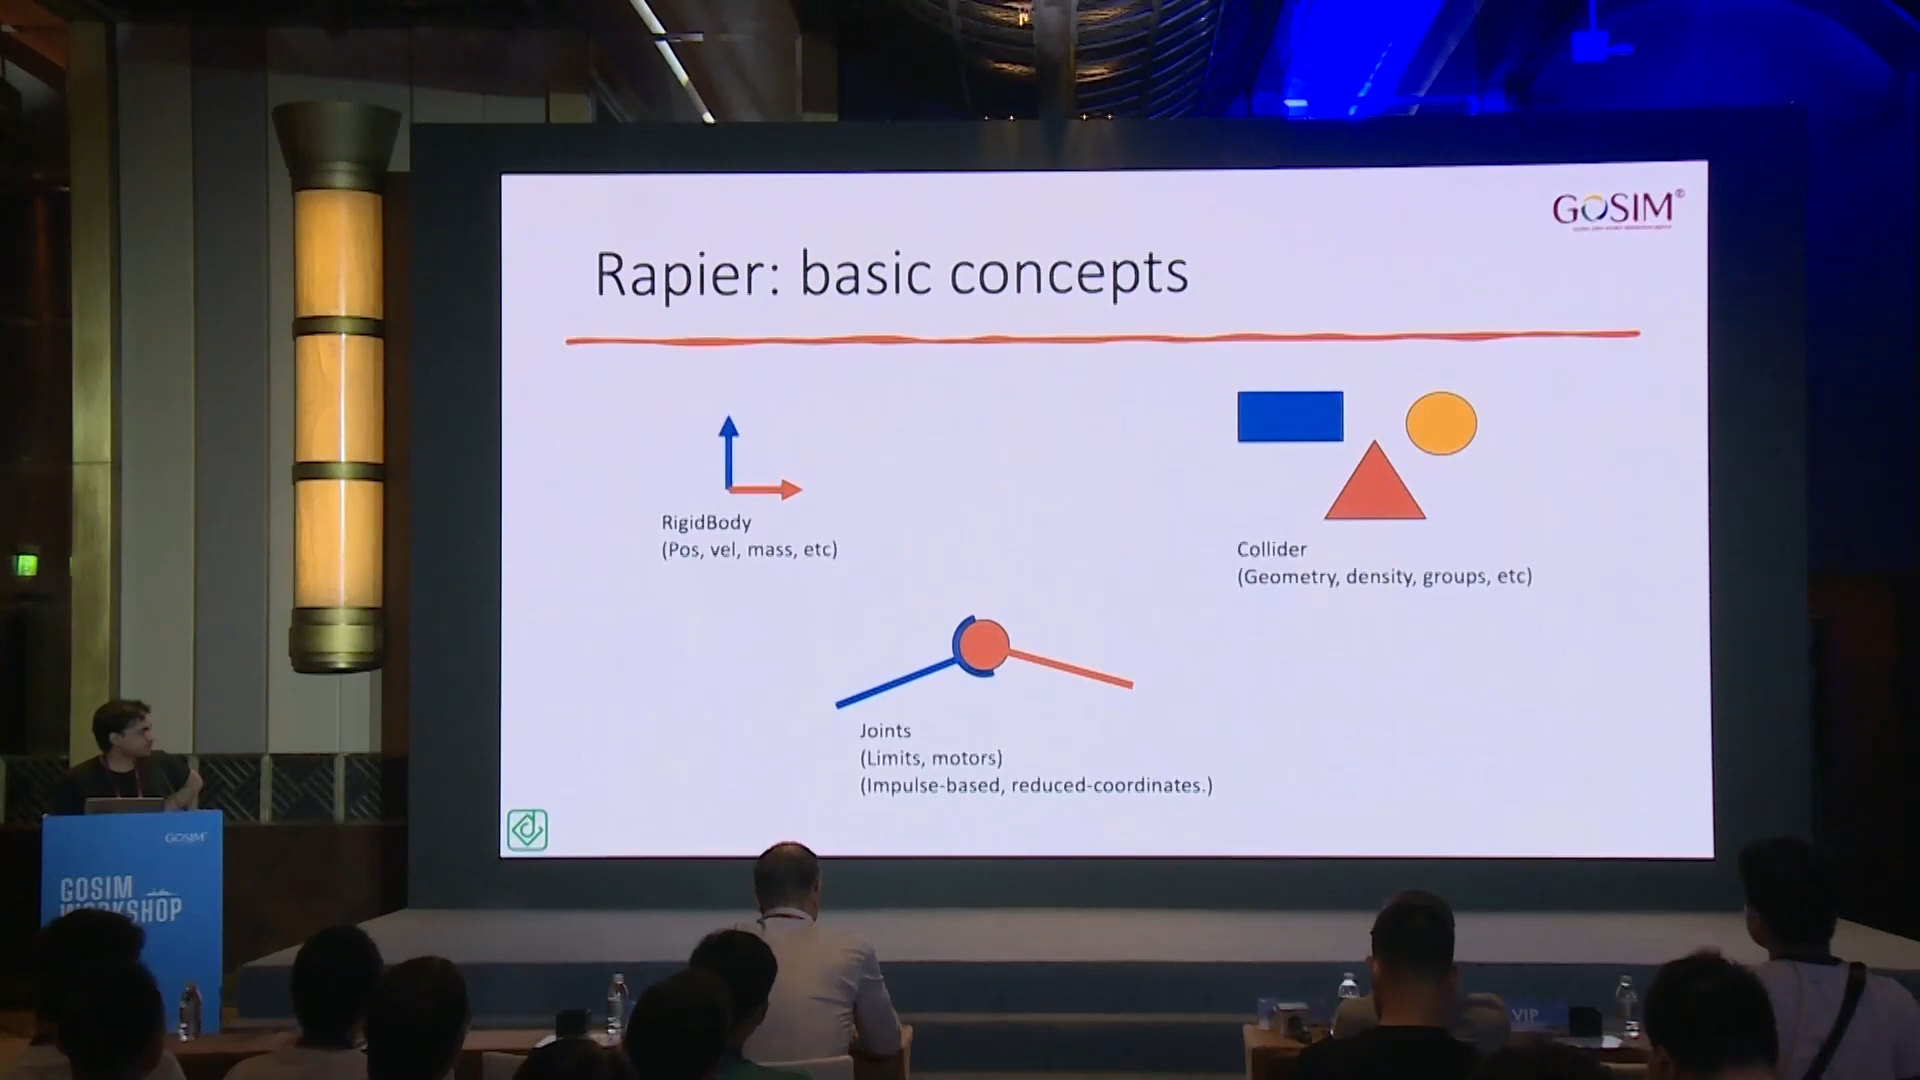 GOSIM®
Rapier: basic concepts
RigidBody
(Pos, vel, mass, etc)
Collider
(Geometry, density, groups, etc)
Joints
(Limits, motors)
(Impulse-based, reduced-coordinates.)
GOSIM
GOSIM
WORKSHOP
VIP